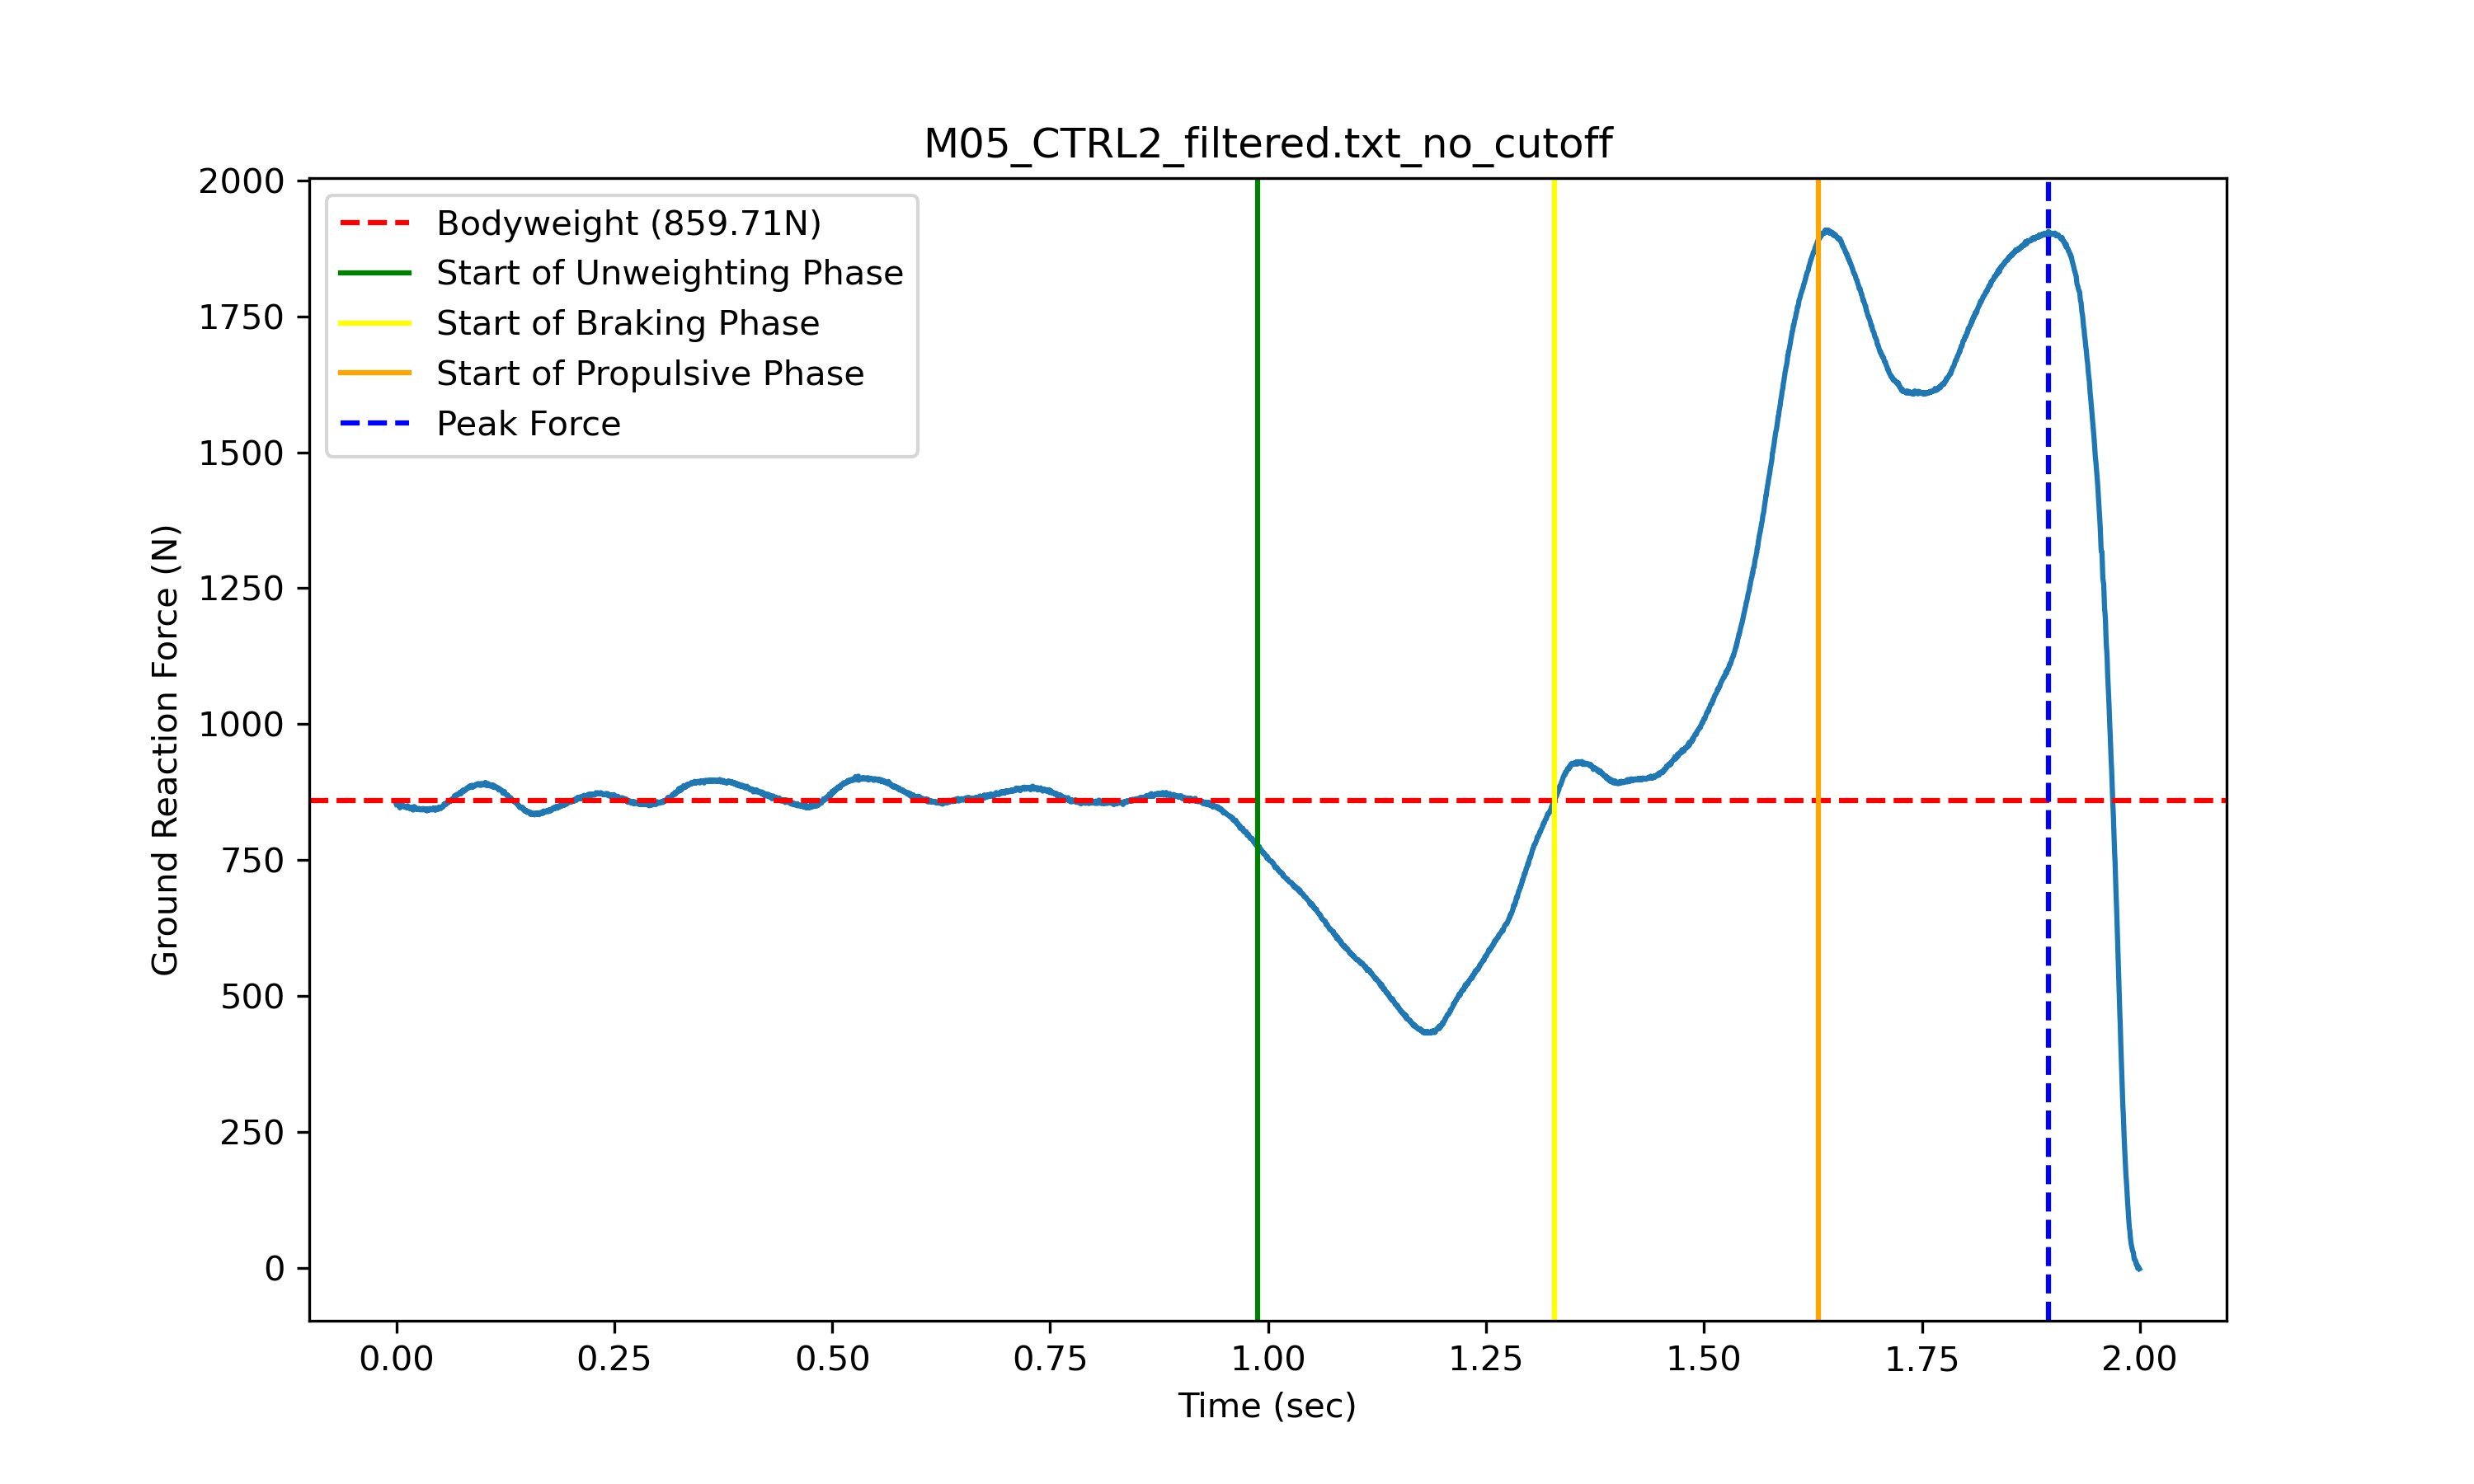 M05_CTRL2_filtered.txt_no_cutoff
2000
1750
1500
1250
1000
750
500
250
0
Ground Reaction Force (N)
Bodyweight (859.71N)
Start of Unweighting Phase
Start of Braking Phase
Start of Propulsive Phase
Peak Force
0.00 0.25 0.50 0.75 1.00 1.25 1.50 1.75 2.00
Time (sec)